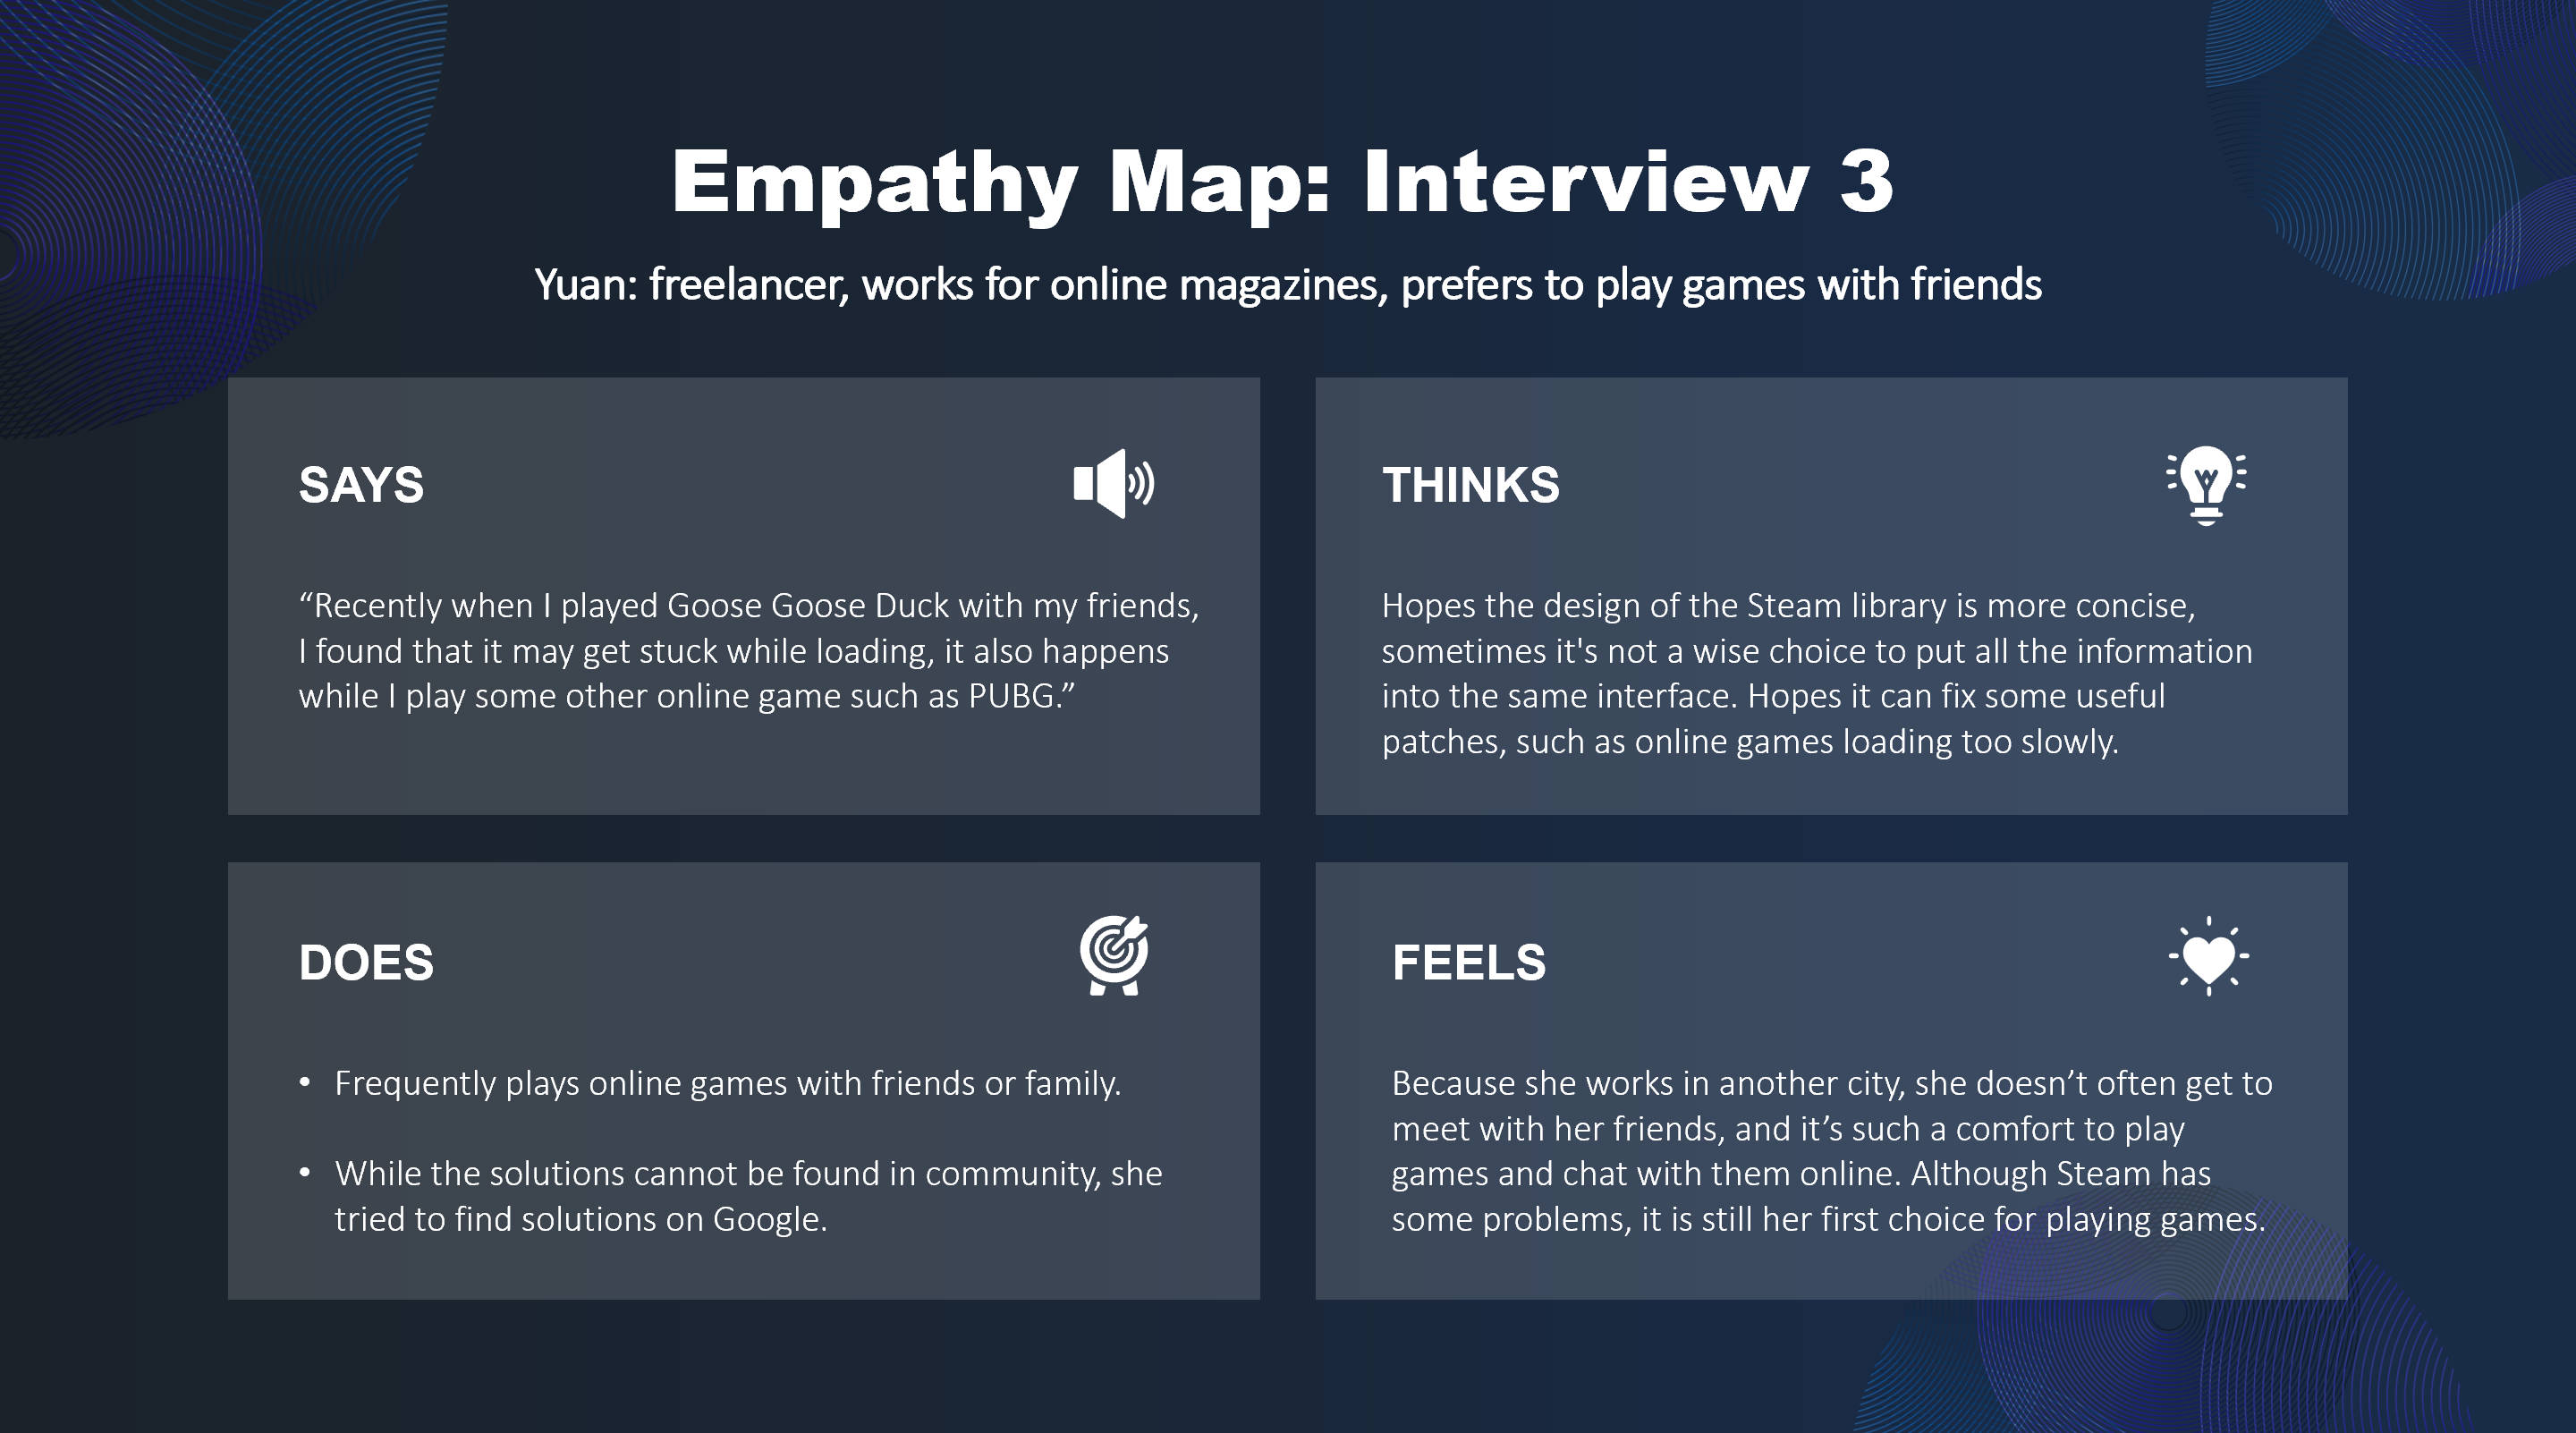 Empathy Map: Interview 3
Yuan: freelancer, works for online magazines, prefers to play games with friends
SAYS
“Recently when I played Goose Goose Duck with my friends,
I found that it may get stuck while loading, it also happens
while I play some other online game such as PUBG.”
THINKS
Hopes the design of the Steam library is more concise,
sometimes it's not a wise choice to put all the information
into the same interface. Hopes it can fix some useful
patches, such as online games loading too slowly.
DOES
• Frequently plays online games with friends or family.
• While the solutions cannot be found in community, she
tried to find solutions on Google.
FEELS
Because she works in another city, she doesn’t often get to
meet with her friends, and it’s such a comfort to play
games and chat with them online. Although Steam has
some problems, it is still her first choice for playing games.